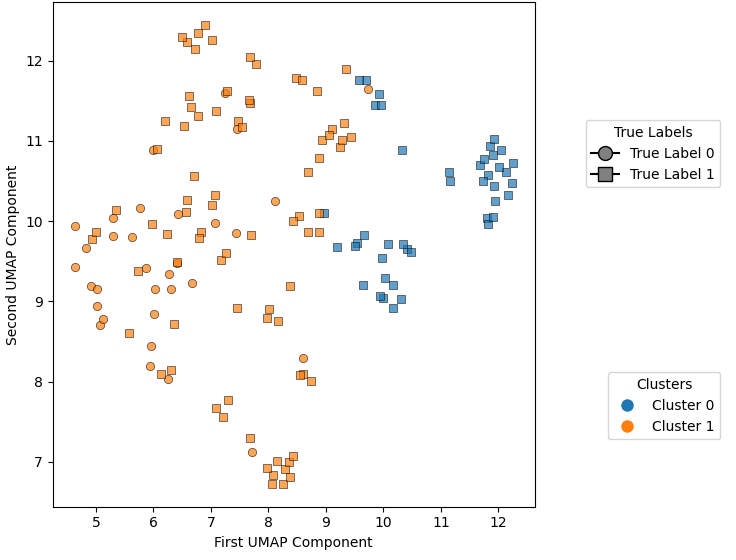 12
11
10
9
8
7
5 6 7 8 9 10 11 12
Second UMAP Component
First UMAP Component
True Labels
True Label 0
True Label 1
Clusters
Cluster 0
Cluster 1